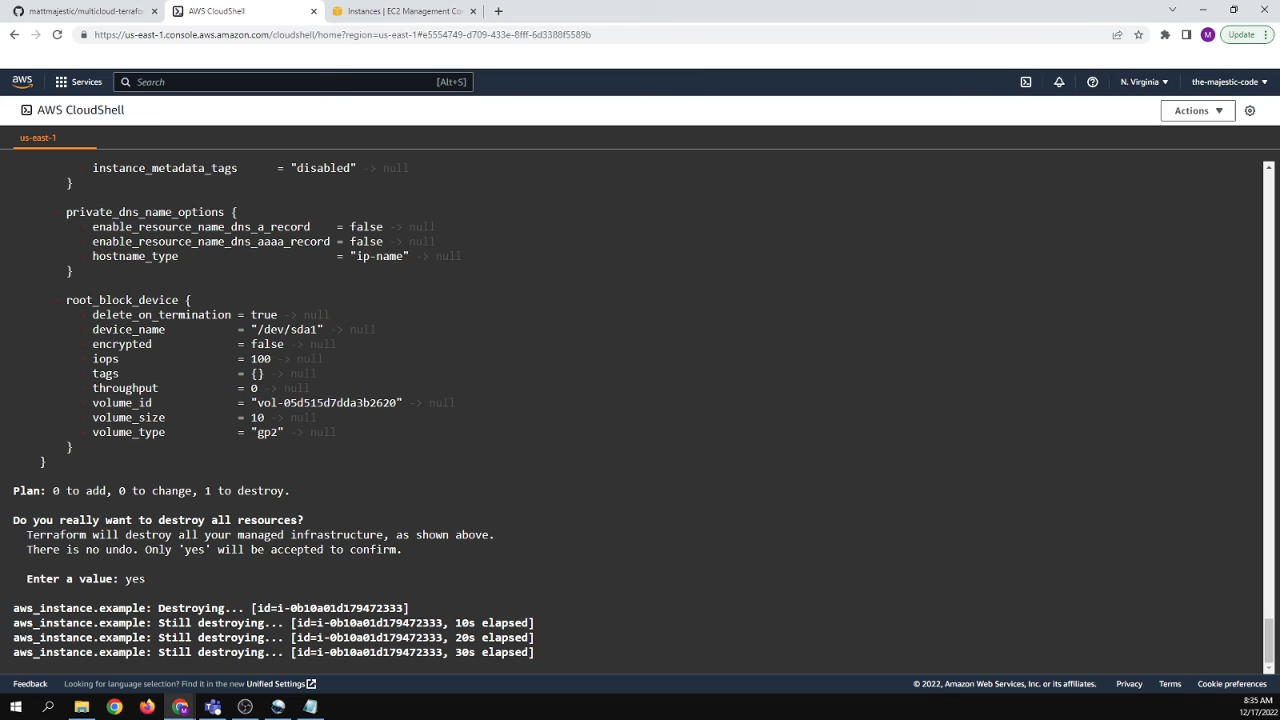 mattmajestic/multicloud-terrafor
AWS CloudShell
Instances | EC2 Management Co
https://us-east-1.console.aws.amazon.com/cloudshell/home?region=us-east-1#e5554749-d709-433e-8fff-6d3388f5589b
M
Update
aws
Services
Search
[Alt+S]
N. Virginia
the-majestic-code
AWS CloudShell
Actions
us-east-1
instance_metadata_tags = "disabled" -> null
}
private_dns_name_options {
enable_resource_name_dns_a_record = false -> null
enable_resource_name_dns_aaaa_record = false -> null
hostname_type = "ip-name" -> null
}
root_block_device {
delete_on_termination = true -> null
device_name = "/dev/sda1" -> null
encrypted = false -> null
iops = 100 -> null
tags = {} -> null
throughput = 0 -> null
volume_id = "vol-05d515d7dda3b2620" -> null
volume_size = 10 -> null
volume_type = "gp2" -> null
}
}
Plan: 0 to add, 0 to change, 1 to destroy.
Do you really want to destroy all resources?
Terraform will destroy all your managed infrastructure, as shown above.
There is no undo. Only 'yes' will be accepted to confirm.
Enter a value: yes
aws_instance.example: Destroying... [id=i-0b10a01d179472333]
aws_instance.example: Still destroying... [id=i-0b10a01d179472333, 10s elapsed]
aws_instance.example: Still destroying... [id=i-0b10a01d179472333, 20s elapsed]
aws_instance.example: Still destroying... [id=i-0b10a01d179472333, 30s elapsed]
Feedback
Looking for language selection? Find it in the new Unified Settings
© 2022, Amazon Web Services, Inc. or its affiliates.
Privacy
Terms
Cookie preferences
8:35 AM
12/17/2022